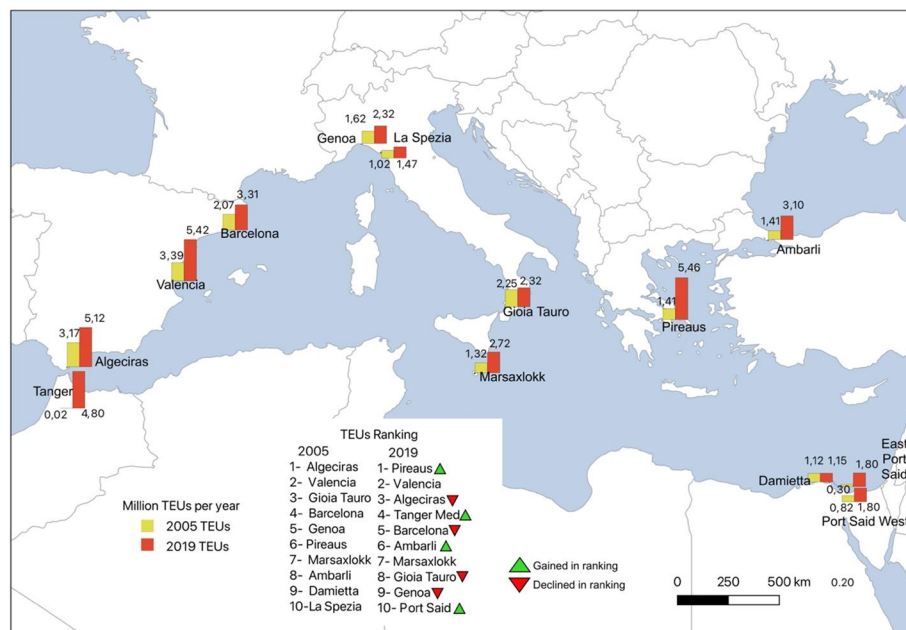 1,62 2,32
Genoa La Spezia
1,02 1,47
2,07 3,31
Barcelona
3,39 5,42
Valencia
3,17 5,12
Algeciras
Tanger
0,02 4,80
2,25 2,32
Gioia Tauro
1,32 2,72
Marsaxlokk
1,41 5,46
Pireaus
1,41 3,10
Ambarli
1,12 1,15
Damietta
East
Port
Said
1,80
0,30
0,82 1,80
Port Said West
Million TEUs per year
2005 TEUs
2019 TEUs
TEUs Ranking
2005 2019
1- Algeciras 1- Pireaus
2- Valencia 2- Valencia
3- Gioia Tauro 3- Algeciras
4- Barcelona 4- Tanger Med
5- Genoa 5- Barcelona
6- Pireaus 6- Ambarli
7- Marsaxlokk 7- Marsaxlokk
8- Ambarli 8- Gioia Tauro
9- Damietta 9- Genoa
10-La Spezia 10- Port Said
Gained in ranking
Declined in ranking
0 250 500 km 0.20